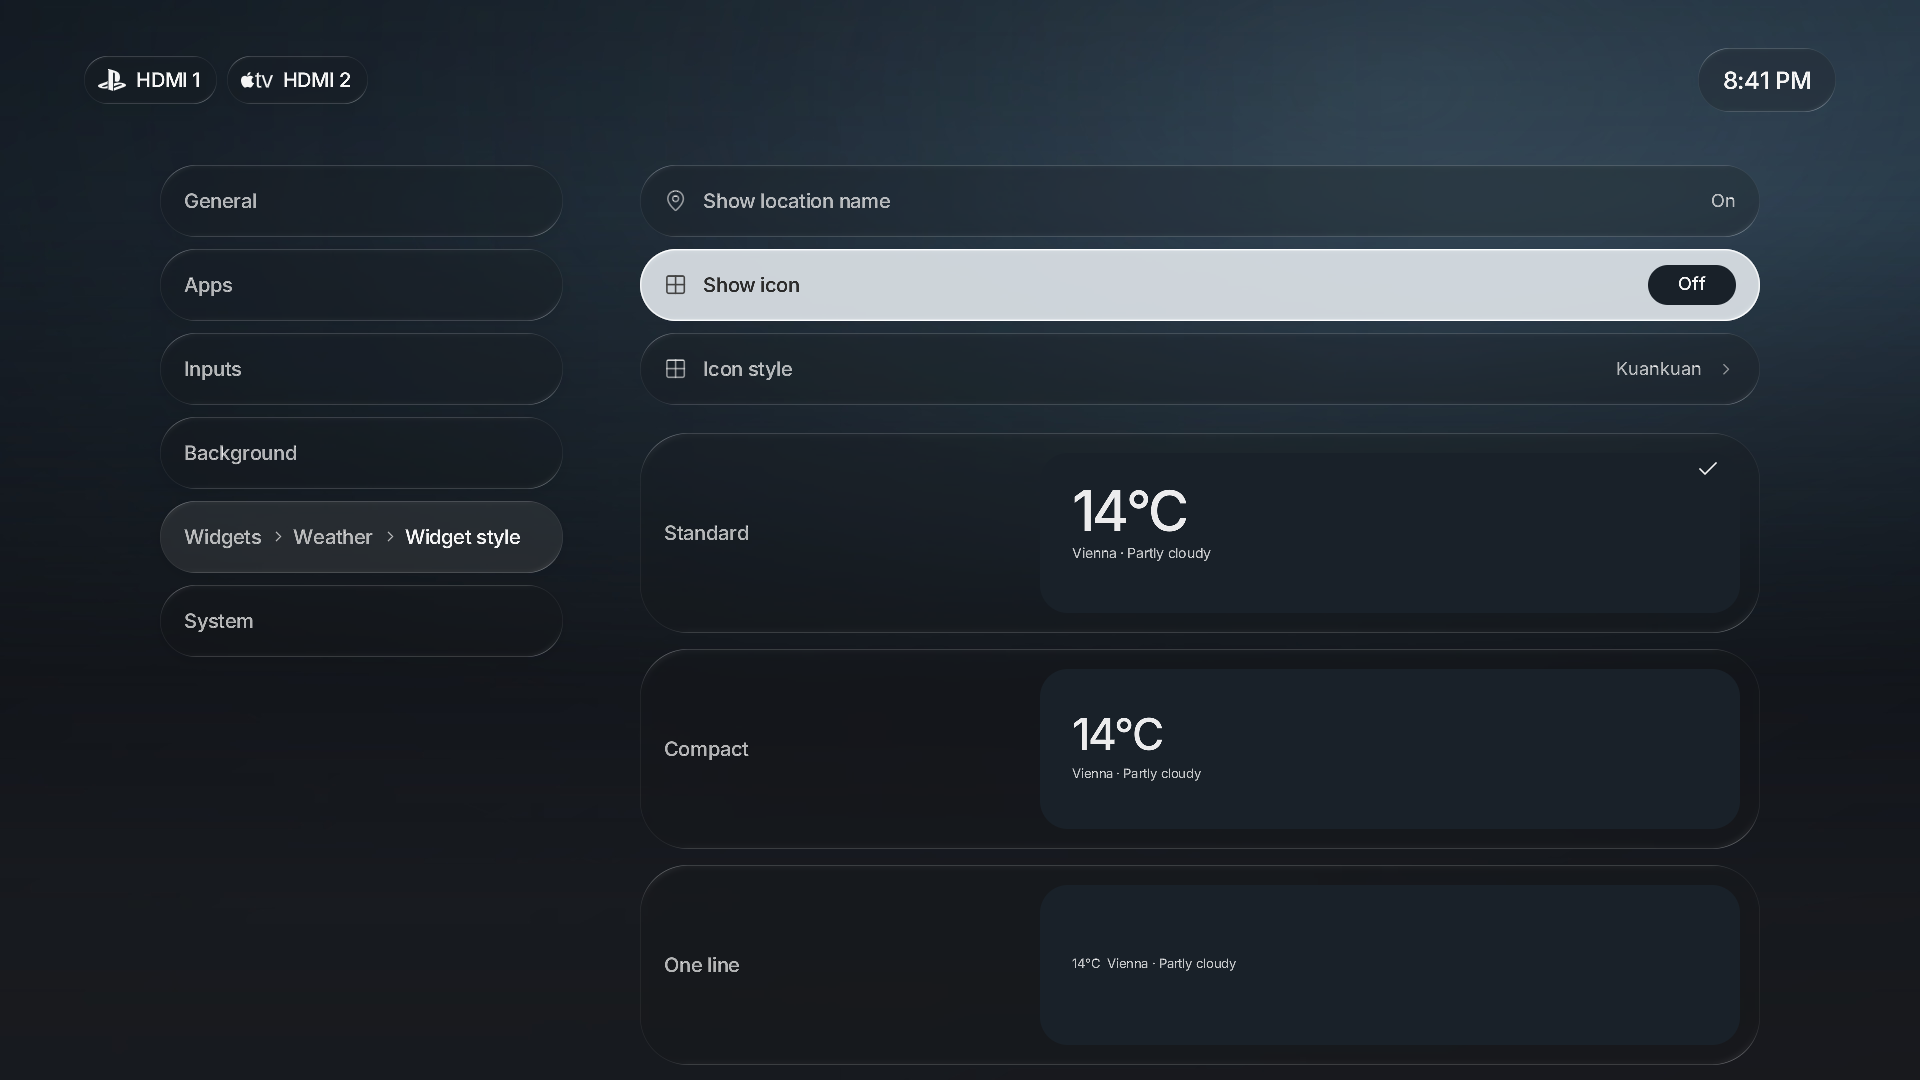 HDMI 1
tv HDMI 2
8:41 PM
General
Apps
Inputs
Background
Widgets > Weather > Widget style
System
Show location name On
Show icon Off
Icon style Kuankuan >
Standard
14°C
Vienna · Partly cloudy
Compact
14°C
Vienna · Partly cloudy
One line
14°C Vienna · Partly cloudy